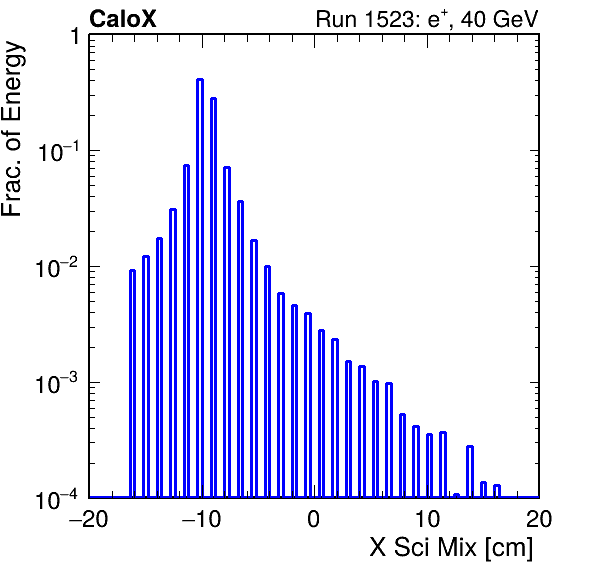 CaloX Run 1523: e⁺, 40 GeV
Frac. of Energy
1
10⁻¹
10⁻²
10⁻³
10⁻⁴
−20 −10 0 10 20
X Sci Mix [cm]